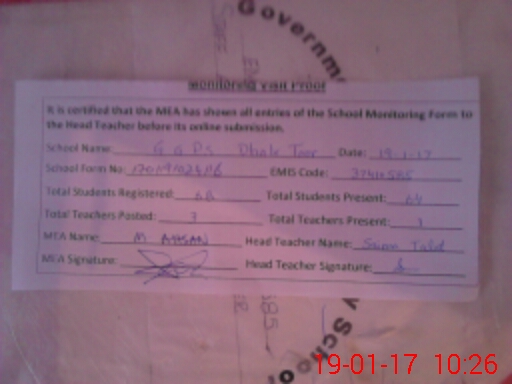 Governm
Monitoring Visit Proof
It is certified that the MEA has shown all entries of the School Monitoring Form to
the Head Teacher before its online submission.
School Name: G G P S Dhale Toor Date: 19-1-17
School Form No: EMIS Code:
Total Students Registered: 68 Total Students Present: 64
Total Teachers Posted: 3 Total Teachers Present: 3
MEA Name: M AHSAN Head Teacher Name:
MEA Signature: Head Teacher Signature:
y School
19-01-17 10:26